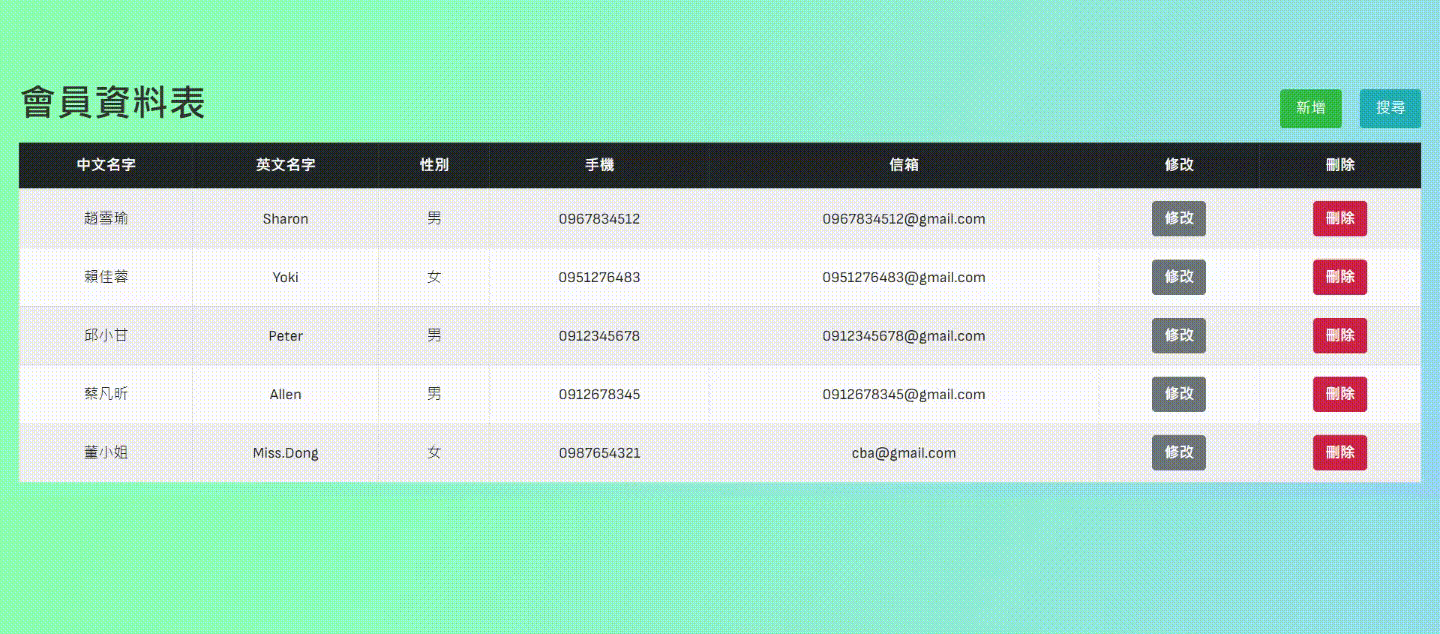 會員資料表
新增 搜尋
中文名字 英文名字 性別 手機 信箱 修改 刪除
趙雪瑜 Sharon 男 0967834512 0967834512@gmail.com 修改 刪除
賴佳蓉 Yoki 女 0951276483 0951276483@gmail.com 修改 刪除
邱小甘 Peter 男 0912345678 0912345678@gmail.com 修改 刪除
蔡凡昕 Allen 男 0912678345 0912678345@gmail.com 修改 刪除
董小姐 Miss.Dong 女 0987654321 cba@gmail.com 修改 刪除